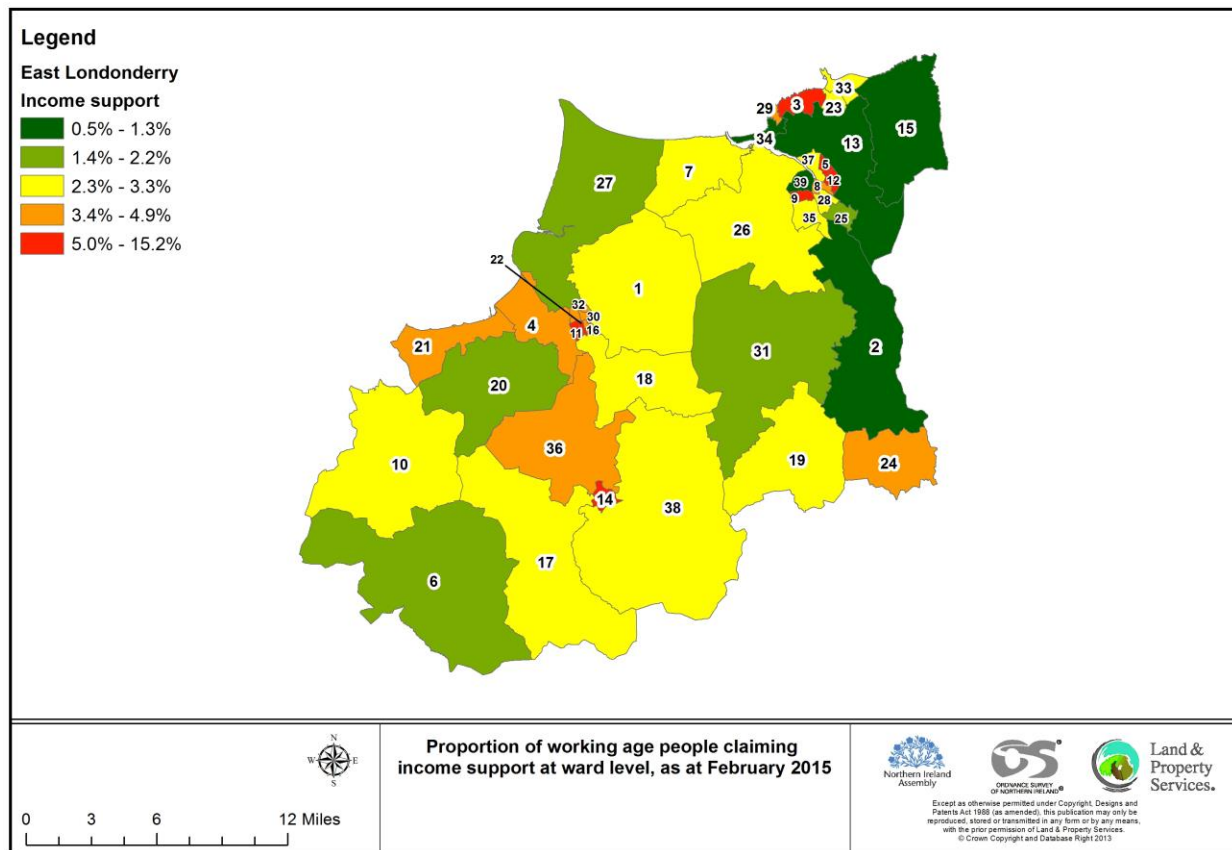 Legend
East Londonderry
Income support
0.5% - 1.3%
1.4% - 2.2%
2.3% - 3.3%
3.4% - 4.9%
5.0% - 15.2%
33
29
3
23
15
34
13
37
5
7
27
39
12
8
9
28
25
35
26
22
1
32
30
4
11
16
31
2
21
18
20
36
10
19
24
14
38
17
6
N
W
E
S
0
3
6
12 Miles
Proportion of working age people claiming
income support at ward level, as at February 2015
Northern Ireland
Assembly
OS®
ORDNANCE SURVEY
OF NORTHERN IRELAND®
Land &
Property
Services.
Except as otherwise permitted under Copyright, Designs and
Patents Act 1988 (as amended), this publication may only be
reproduced, stored or transmitted in any form or by any means,
with the prior permission of Land & Property Services.
© Crown Copyright and Database Right 2013